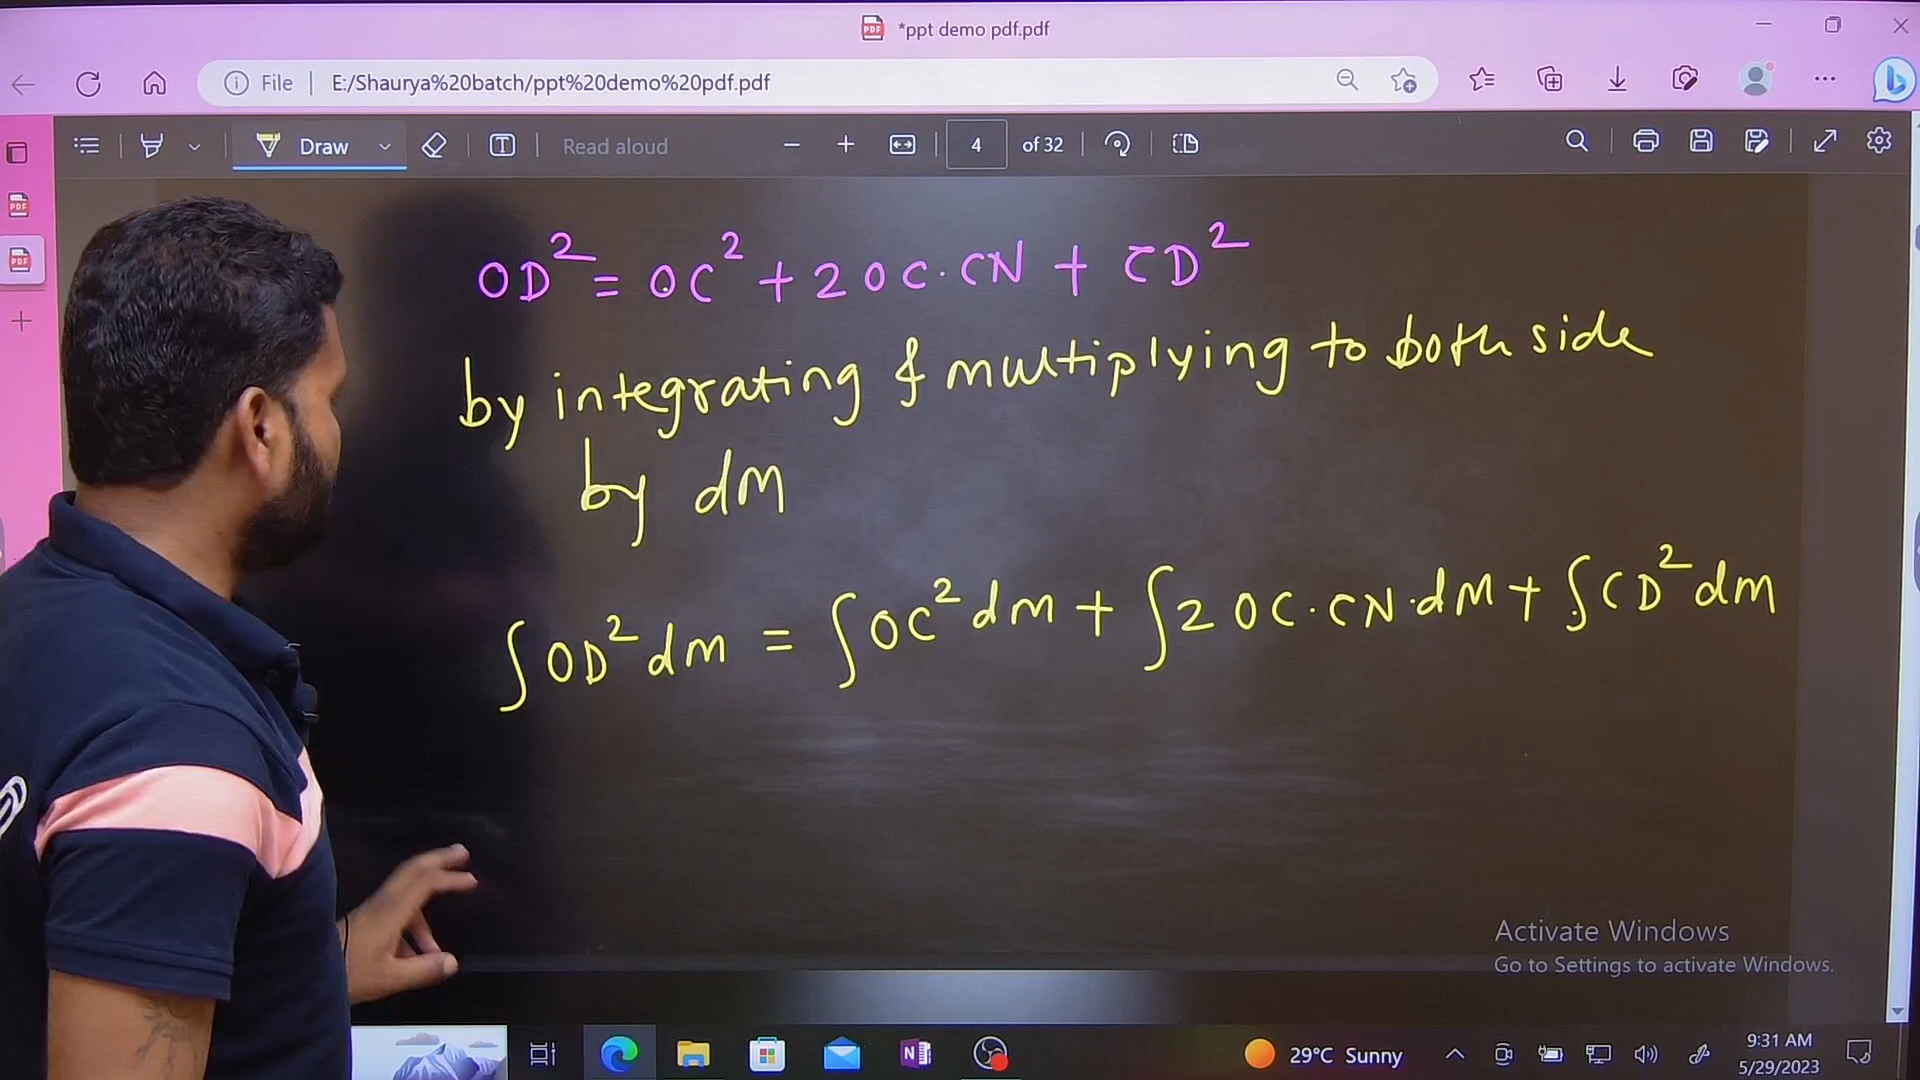 *ppt demo pdf.pdf
File | E:/Shaurya%20batch/ppt%20demo%20pdf.pdf
Draw T Read aloud 4 of 32
OD² = OC² + 2OC·CN + CD²
by integrating & multiplying to both side
by dm
∫OD²dm = ∫OC²dm + ∫2OC·CN·dm + ∫CD²dm
Activate Windows
Go to Settings to activate Windows.
29°C Sunny
9:31 AM
5/29/2023